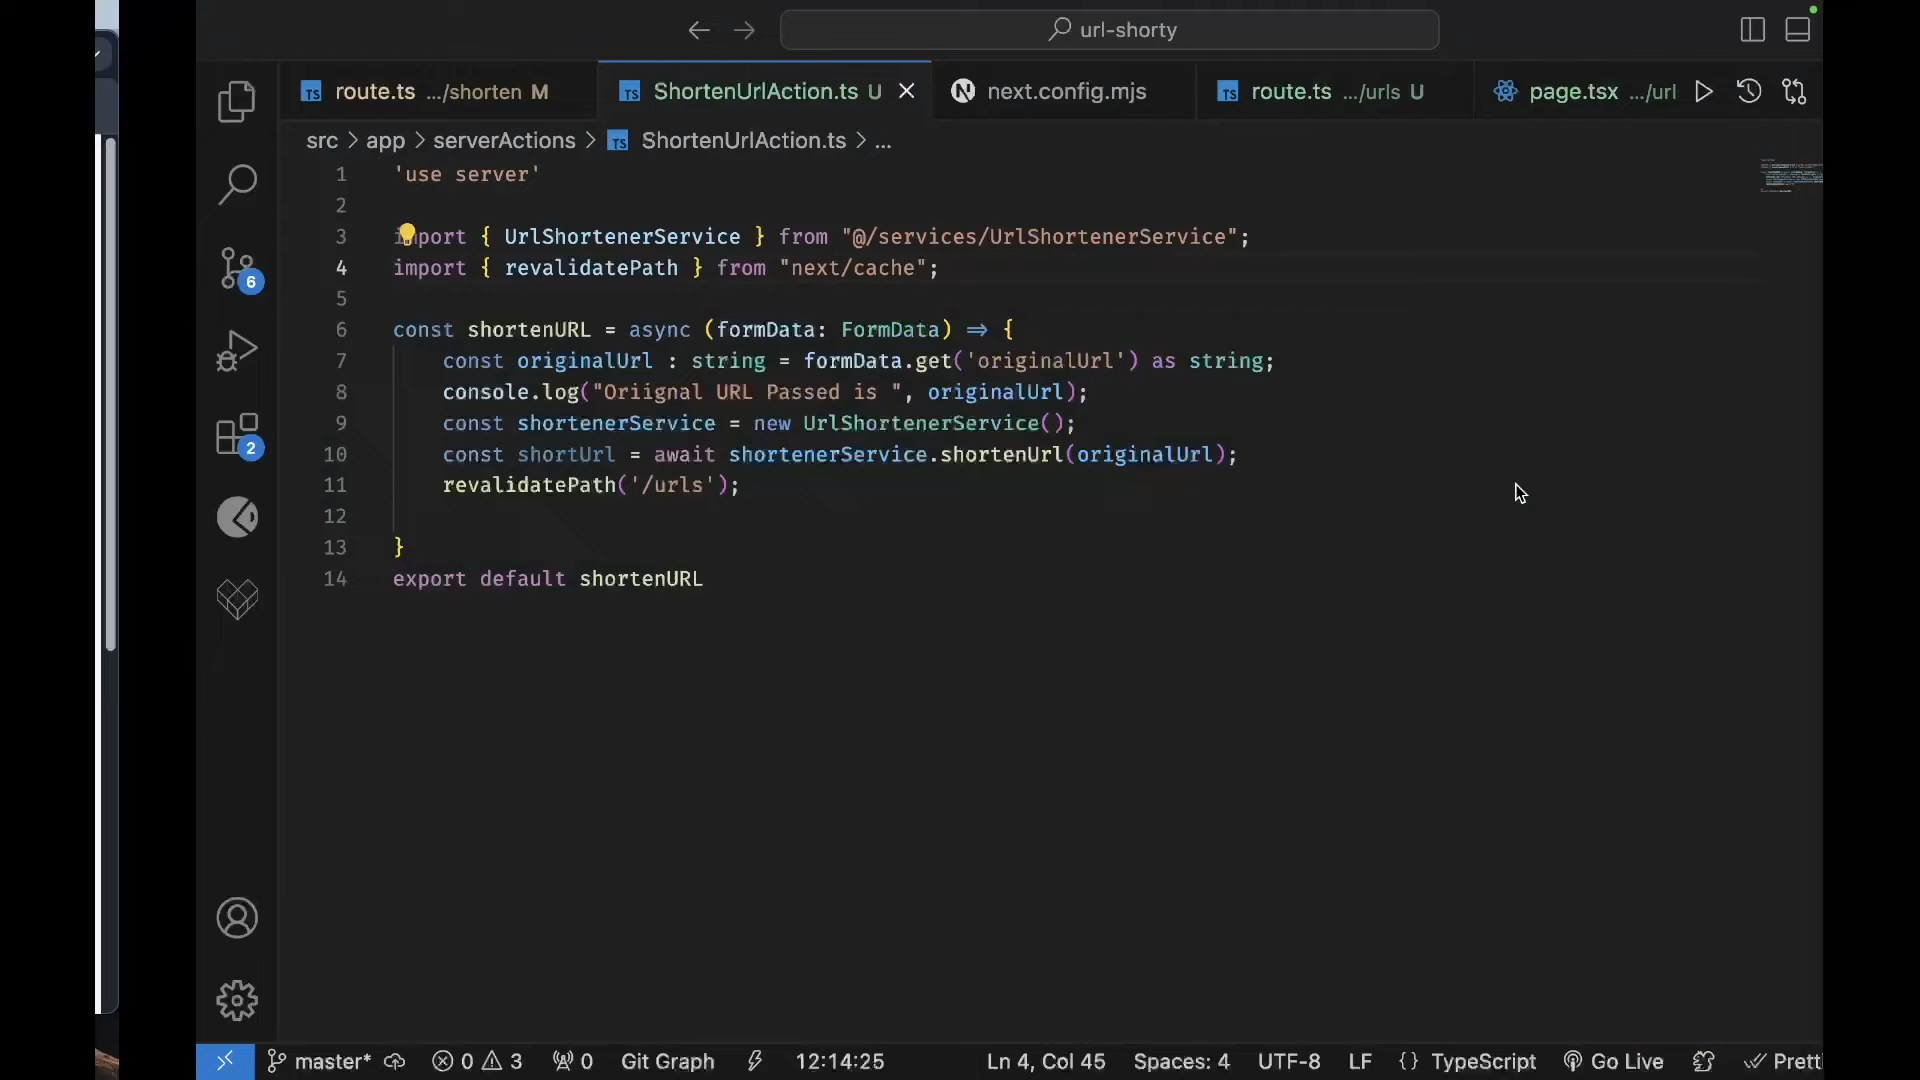 url-shorty
TS route.ts .../shorten M
TS ShortenUrlAction.ts U
N next.config.mjs
TS route.ts .../urls U
page.tsx .../url
src > app > serverActions > TS ShortenUrlAction.ts > ...
1 'use server'
2
3 import { UrlShortenerService } from "@/services/UrlShortenerService";
4 import { revalidatePath } from "next/cache";
5
6 const shortenURL = async (formData: FormData) => {
7 const originalUrl : string = formData.get('originalUrl') as string;
8 console.log("Oriignal URL Passed is ", originalUrl);
9 const shortenerService = new UrlShortenerService();
10 const shortUrl = await shortenerService.shortenUrl(originalUrl);
11 revalidatePath('/urls');
12
13 }
14 export default shortenURL
6
2
master* 0 3 0 Git Graph 12:14:25 Ln 4, Col 45 Spaces: 4 UTF-8 LF {} TypeScript Go Live Pretti